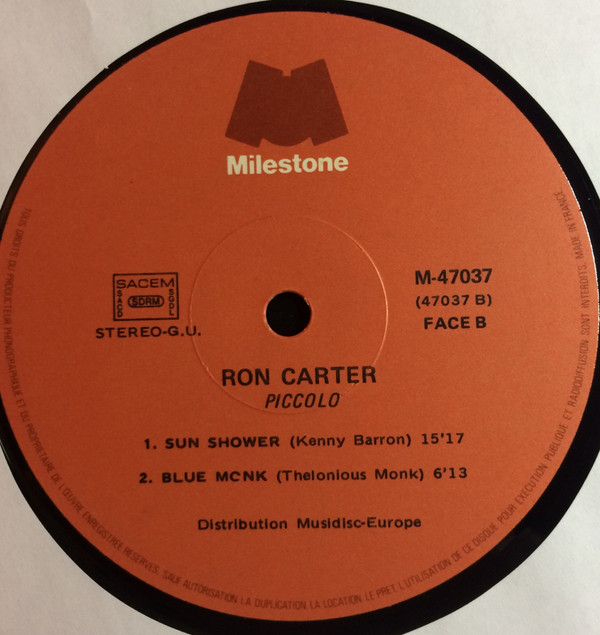 Milestone
SACEM
SACD
SDRM
SGDL
STEREO-G.U.
M-47037
(47037 B)
FACE B
RON CARTER
PICCOLO
1. SUN SHOWER (Kenny Barron) 15'17
2. BLUE MCNK (Thelonious Monk) 6'13
Distribution Musidisc-Europe
TOUS DROITS DU PRODUCTEUR PHONOGRAPHIQUE ET DU PROPRIETAIRE DE L'ŒUVRE ENREGISTREE RESERVES. SAUF AUTORISATION LA DUPLICATION, LA LOCATION, LE PRET, L'UTILISATION DE CE DISQUE POUR EXECUTION PUBLIQUE ET RADIODIFFUSION SONT INTERDITS. MADE IN FRANCE.